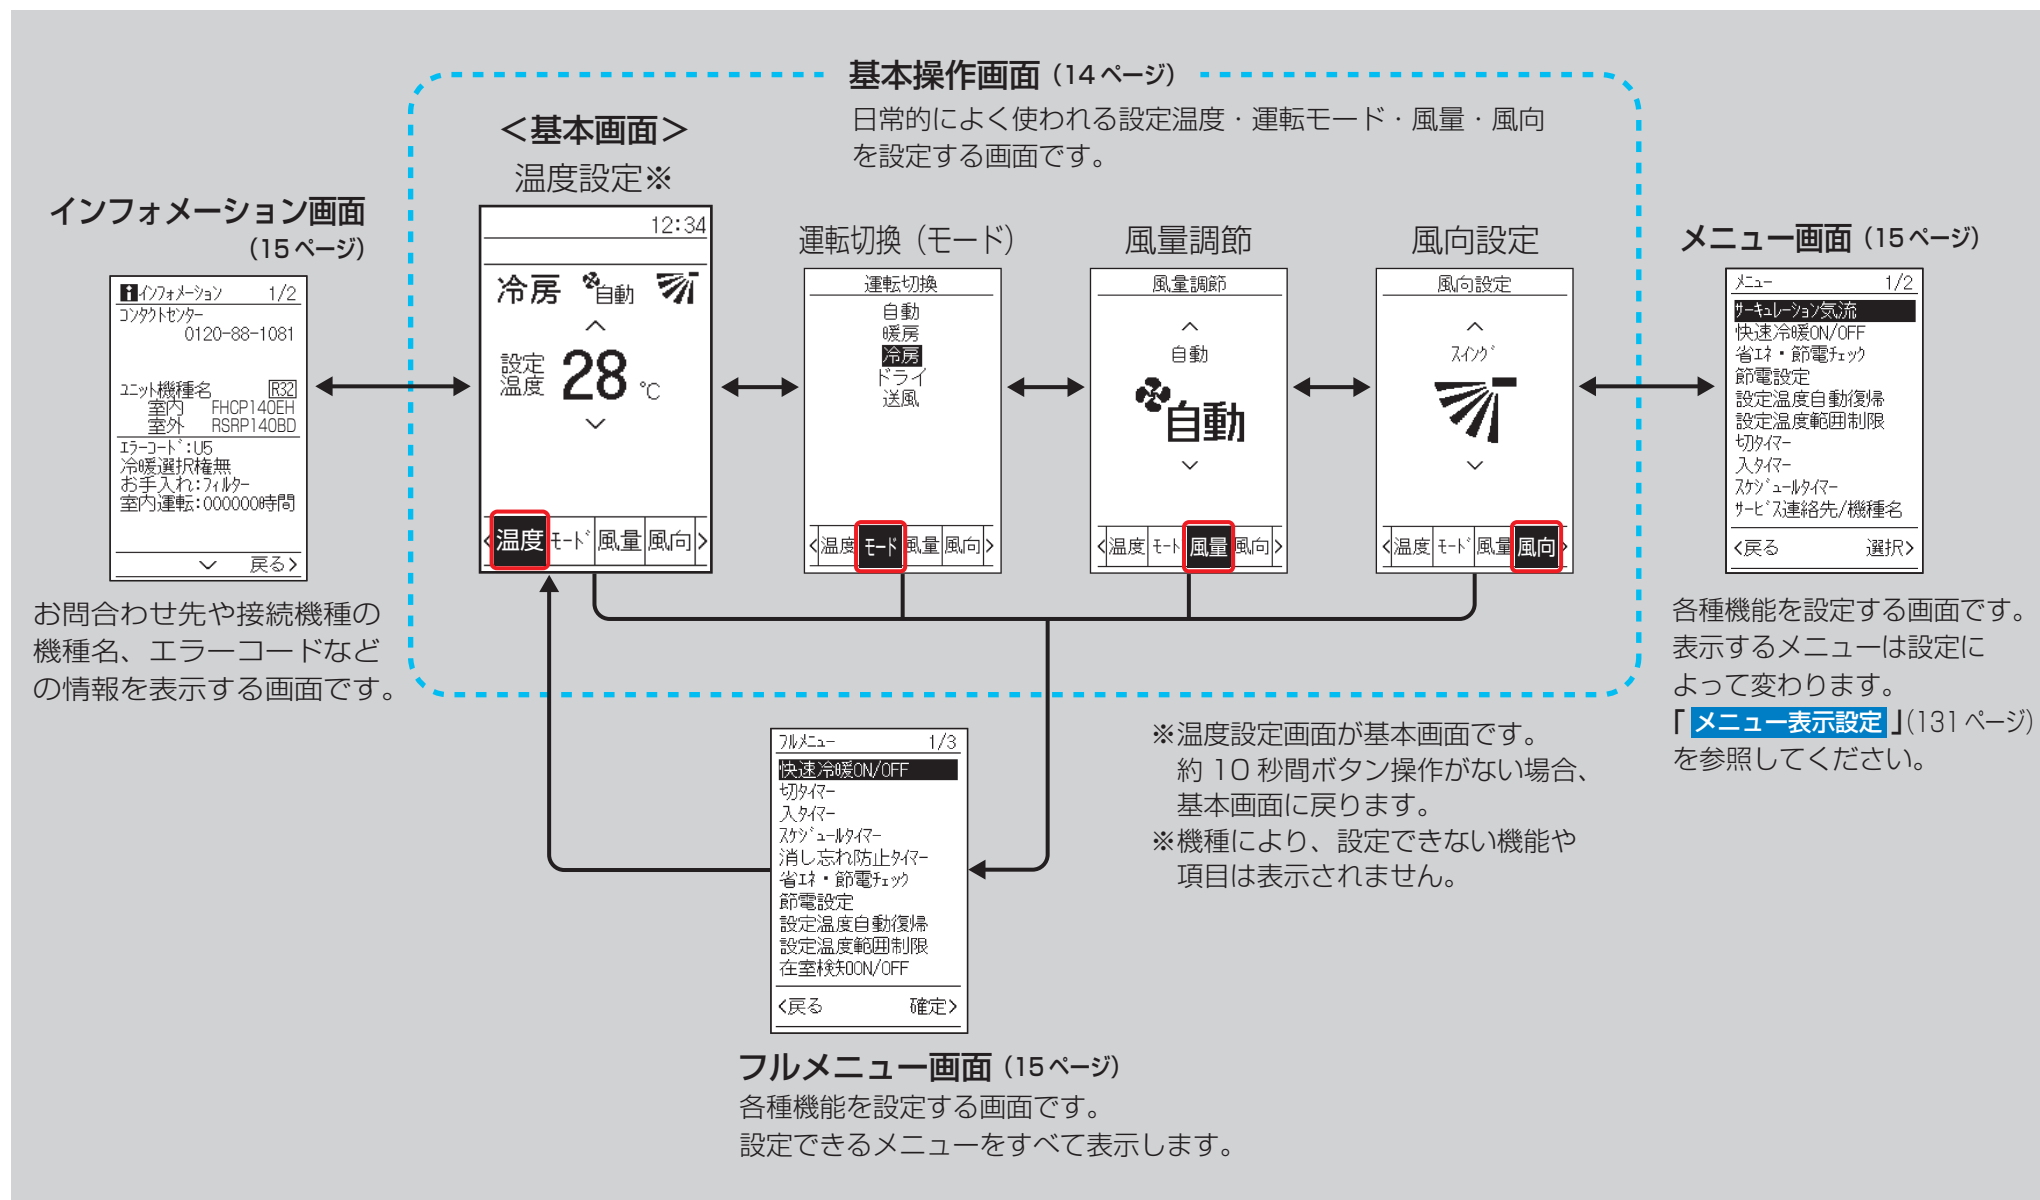 基本操作画面（14ページ）
日常的によく使われる設定温度・運転モード・風量・風向
を設定する画面です。
インフォメーション画面
（15ページ）
ｲﾝﾌｫﾒｰｼｮﾝ 1/2
ｺﾝﾀｸﾄｾﾝﾀｰ
0120-88-1081
ﾕﾆｯﾄ機種名 R32
室内 FHCP140EH
室外 RSRP140BD
ｴﾗｰｺｰﾄﾞ:U5
冷暖選択権無
お手入れ:ﾌｨﾙﾀｰ
室内運転:000000時間
戻る>
お問合わせ先や接続機種の
機種名、エラーコードなど
の情報を表示する画面です。
＜基本画面＞
温度設定※
12:34
冷房 自動
設定
温度 28 ℃
<温度 ﾓｰﾄﾞ 風量 風向>
運転切換（モード）
運転切換
自動
暖房
冷房
ドライ
送風
<温度 ﾓｰﾄﾞ 風量 風向>
風量調節
風量調節
自動
自動
<温度 ﾓｰﾄﾞ 風量 風向>
風向設定
風向設定
ｽｲﾝｸﾞ
<温度 ﾓｰﾄﾞ 風量 風向>
メニュー画面（15ページ）
ﾒﾆｭｰ 1/2
ｻｰｷｭﾚｰｼｮﾝ気流
快速冷暖ON/OFF
省ｴﾈ・節電ﾁｪｯｸ
節電設定
設定温度自動復帰
設定温度範囲制限
切ﾀｲﾏｰ
入ﾀｲﾏｰ
ｽｹｼﾞｭｰﾙﾀｲﾏｰ
ｻｰﾋﾞｽ連絡先/機種名
<戻る 選択>
各種機能を設定する画面です。
表示するメニューは設定に
よって変わります。
「メニュー表示設定」(131ページ)
を参照してください。
ﾌﾙﾒﾆｭｰ 1/3
快速冷暖ON/OFF
切ﾀｲﾏｰ
入ﾀｲﾏｰ
ｽｹｼﾞｭｰﾙﾀｲﾏｰ
消し忘れ防止ﾀｲﾏｰ
省ｴﾈ・節電ﾁｪｯｸ
節電設定
設定温度自動復帰
設定温度範囲制限
在室検知ON/OFF
<戻る 確定>
フルメニュー画面（15ページ）
各種機能を設定する画面です。
設定できるメニューをすべて表示します。
※温度設定画面が基本画面です。
約 10 秒間ボタン操作がない場合、
基本画面に戻ります。
※機種により、設定できない機能や
項目は表示されません。